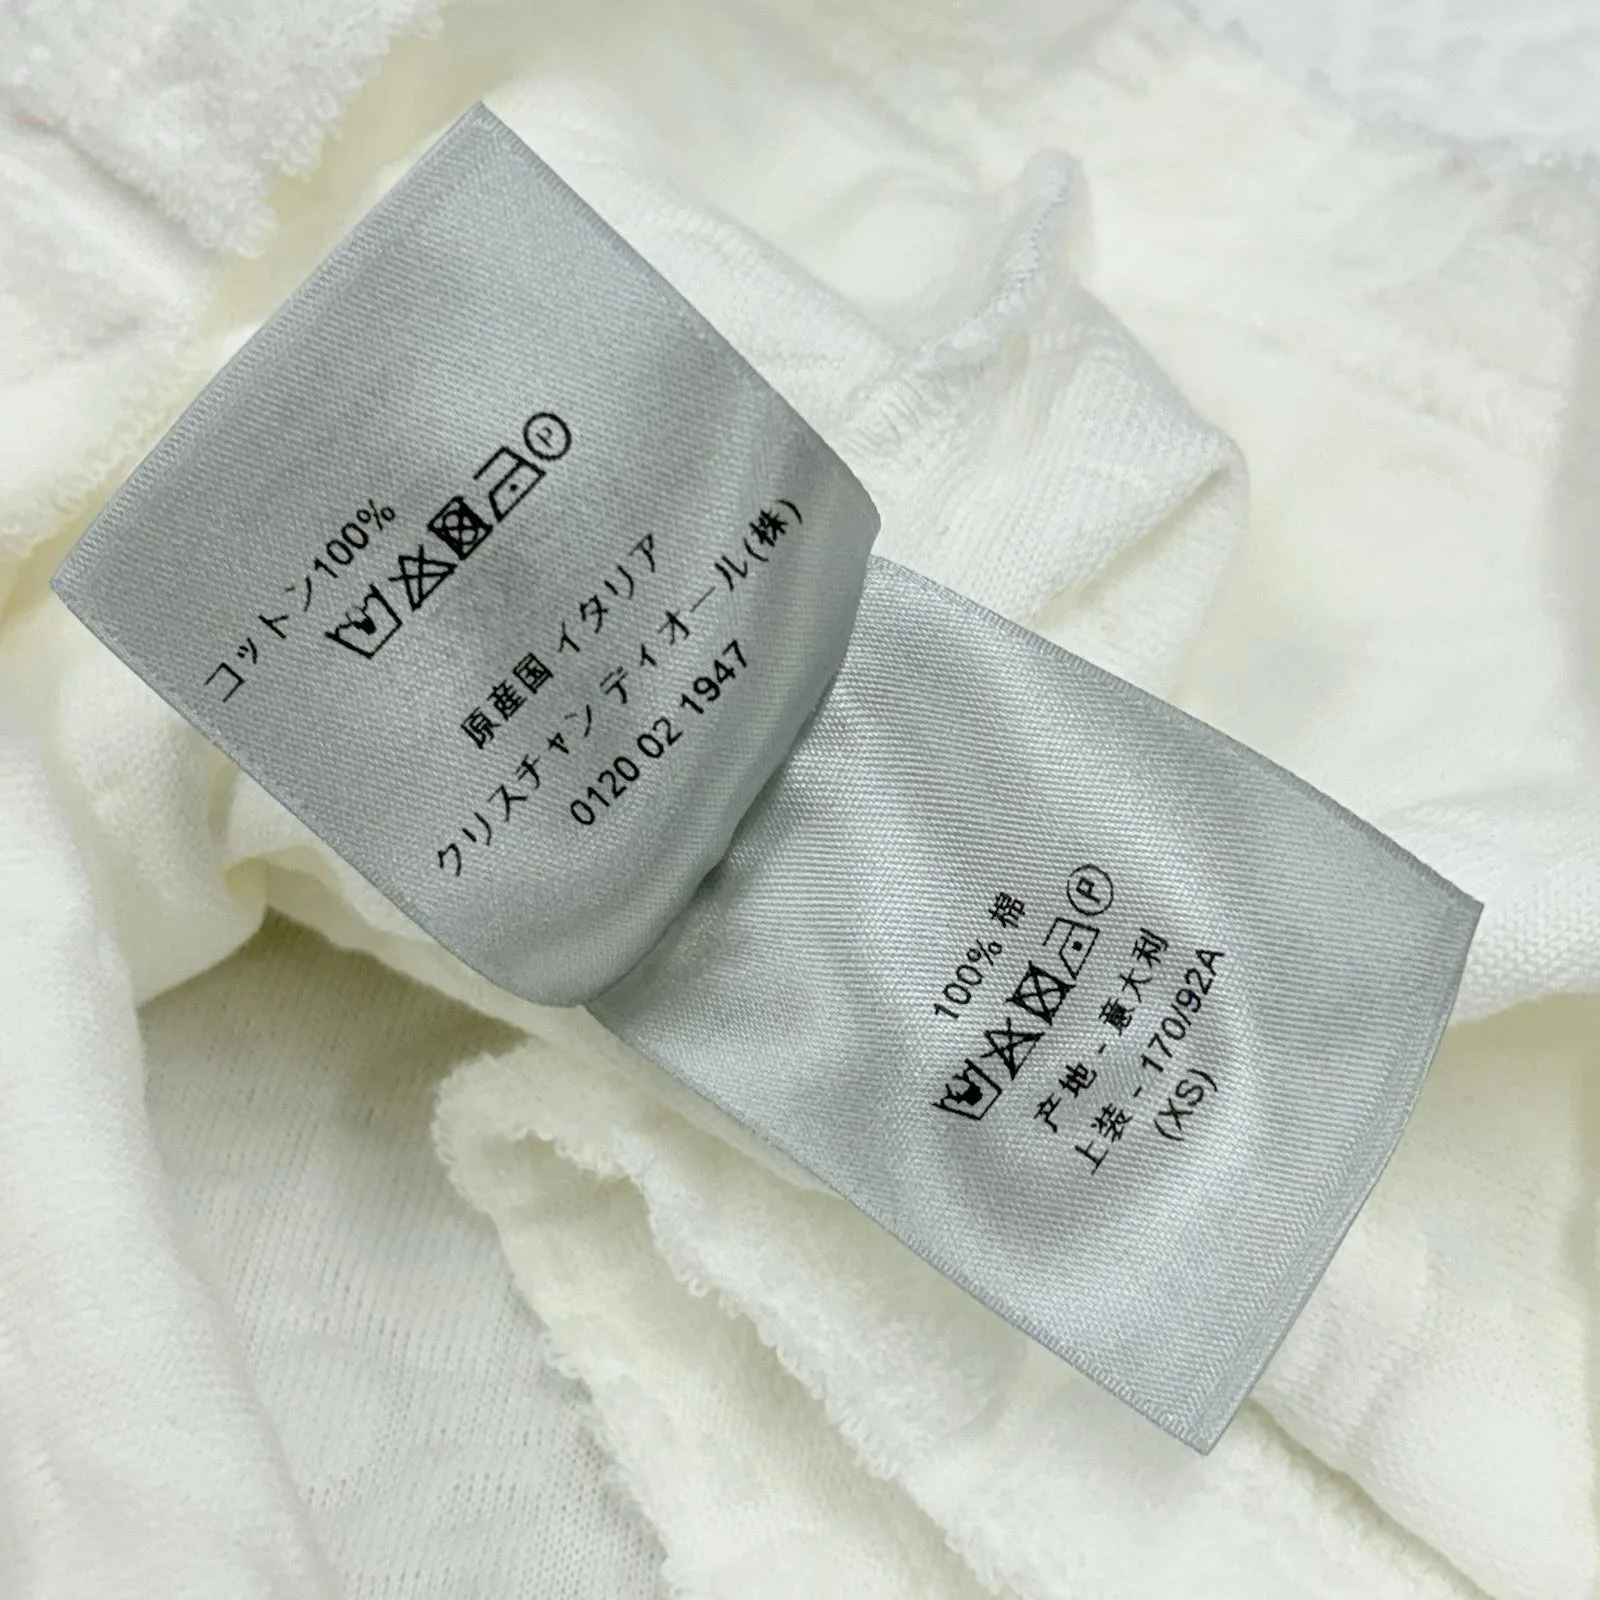 コットン100%
P
原産国 イタリア
クリスチャン ディオール(株)
0120 02 1947
100% 棉
P
产地 - 意大利
上装 - 170/92A
(XS)